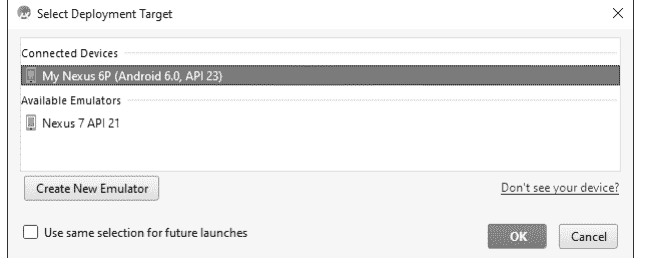 Select Deployment Target
Connected Devices
My Nexus 6P (Android 6.0, API 23)
Available Emulators
Nexus 7 API 21
Create New Emulator
Don't see your device?
Use same selection for future launches
OK
Cancel